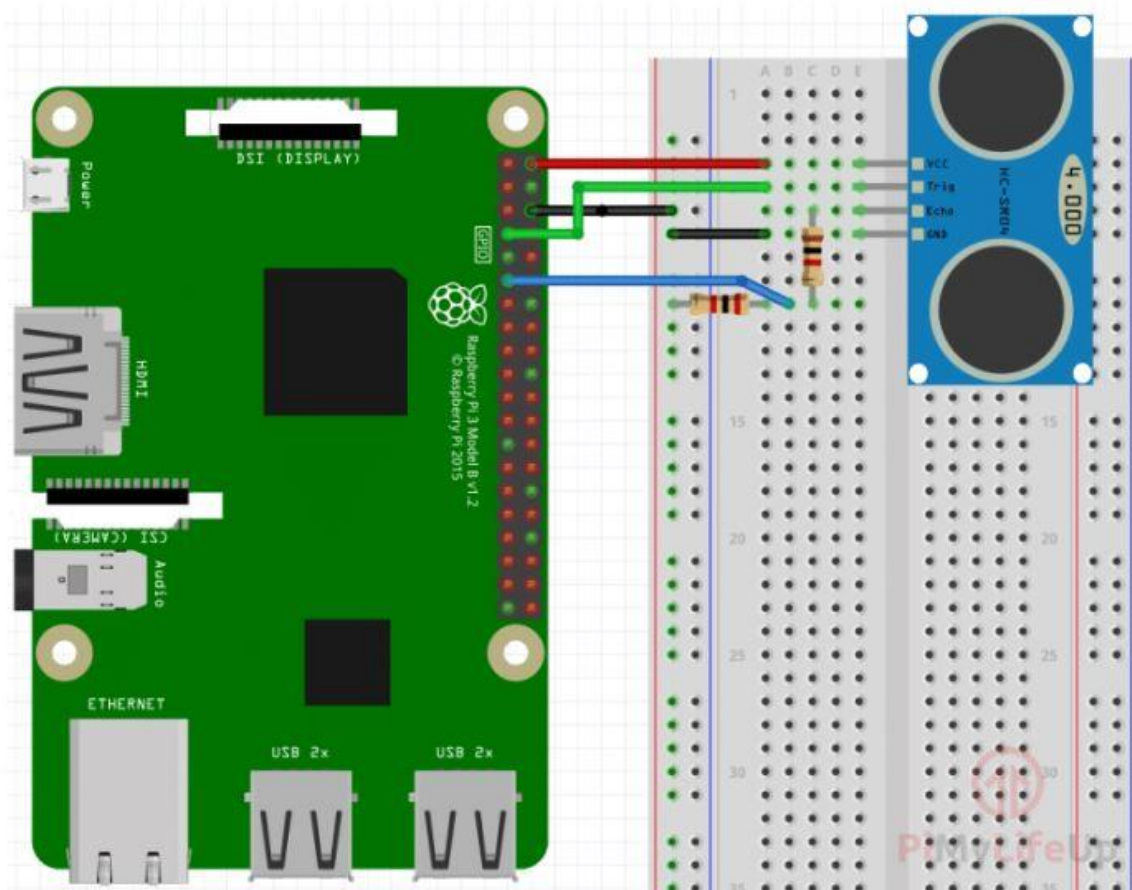 DSI (DISPLAY)
Power
GPIO
HDMI
Raspberry Pi 3 Model B v1.2
© Raspberry Pi 2015
CSI (CAMERA)
Audio
ETHERNET
USB 2x
USB 2x
A B C D E
1
15
15
20
20
25
25
30
30
35
VCC
Trig
Echo
GND
HC-SR04
4.000
PiMyLifeUp